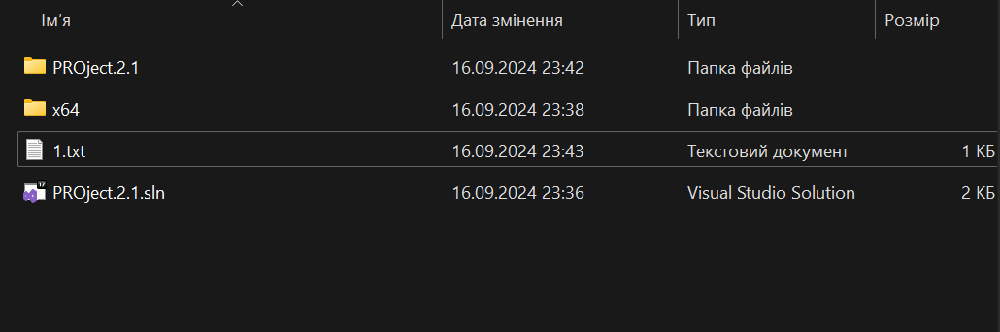 Ім’я Дата змінення Тип Розмір
PROject.2.1 16.09.2024 23:42 Папка файлів
x64 16.09.2024 23:38 Папка файлів
1.txt 16.09.2024 23:43 Текстовий документ 1 КБ
17
PROject.2.1.sln 16.09.2024 23:36 Visual Studio Solution 2 КБ